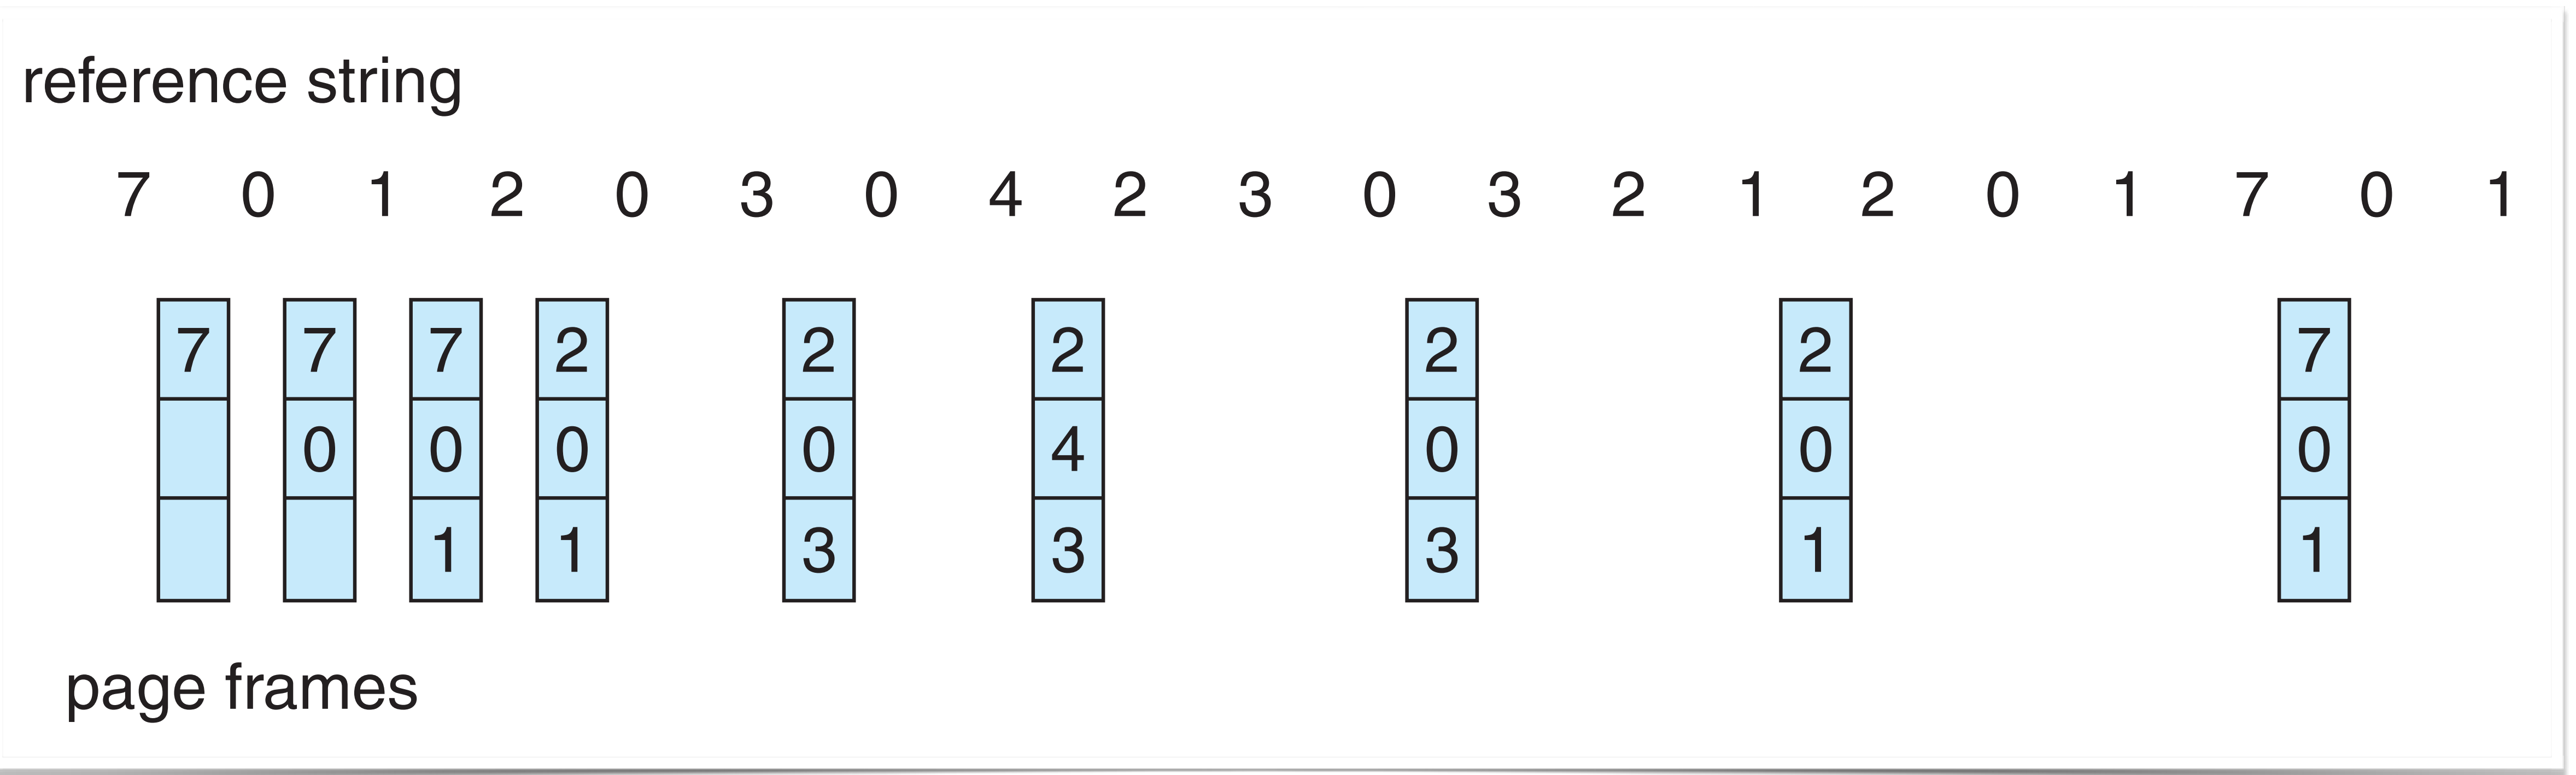 reference string
7 0 1 2 0 3 0 4 2 3 0 3 2 1 2 0 1 7 0 1
7 7 7 2 2 2 2 2 7
0 0 0 0 4 0 0 0
1 1 3 3 3 1 1
page frames